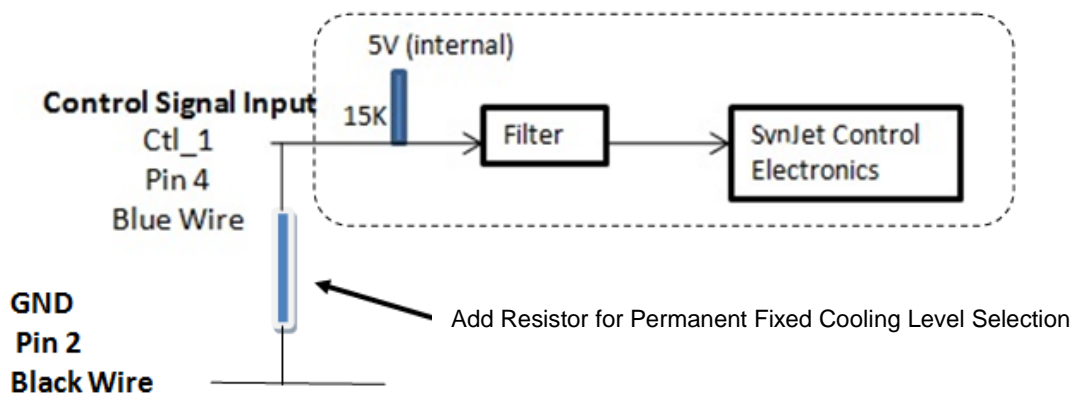 5V (internal)
Control Signal Input
15K
Ctl_1
Filter
SvnJet Control
Electronics
Pin 4
Blue Wire
GND
Pin 2
Black Wire
Add Resistor for Permanent Fixed Cooling Level Selection